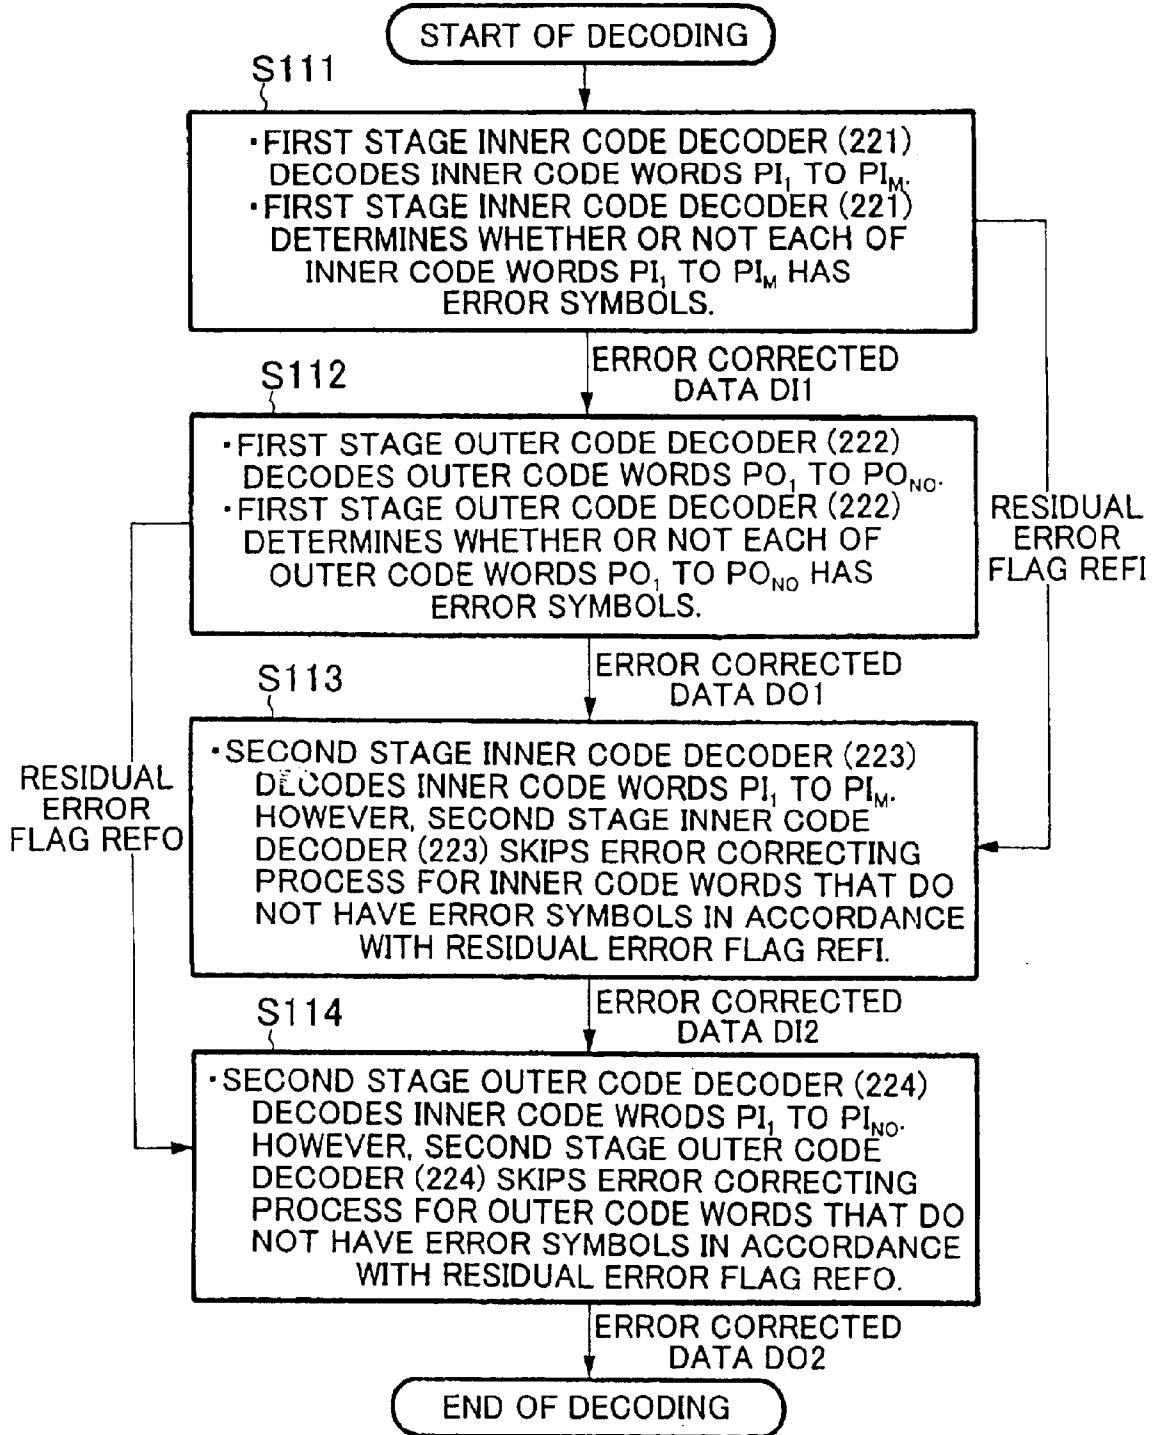 START OF DECODING
S111
·FIRST STAGE INNER CODE DECODER (221)
DECODES INNER CODE WORDS PI₁ TO PI_M.
·FIRST STAGE INNER CODE DECODER (221)
DETERMINES WHETHER OR NOT EACH OF
INNER CODE WORDS PI₁ TO PI_M HAS
ERROR SYMBOLS.
ERROR CORRECTED
DATA DI1
S112
·FIRST STAGE OUTER CODE DECODER (222)
DECODES OUTER CODE WORDS PO₁ TO PO_NO.
·FIRST STAGE OUTER CODE DECODER (222)
DETERMINES WHETHER OR NOT EACH OF
OUTER CODE WORDS PO₁ TO PO_NO HAS
ERROR SYMBOLS.
RESIDUAL
ERROR
FLAG REFI
ERROR CORRECTED
DATA DO1
S113
·SECOND STAGE INNER CODE DECODER (223)
DECODES INNER CODE WORDS PI₁ TO PI_M.
HOWEVER, SECOND STAGE INNER CODE
DECODER (223) SKIPS ERROR CORRECTING
PROCESS FOR INNER CODE WORDS THAT DO
NOT HAVE ERROR SYMBOLS IN ACCORDANCE
WITH RESIDUAL ERROR FLAG REFI.
RESIDUAL
ERROR
FLAG REFO
ERROR CORRECTED
DATA DI2
S114
·SECOND STAGE OUTER CODE DECODER (224)
DECODES INNER CODE WRODS PI₁ TO PI_NO.
HOWEVER, SECOND STAGE OUTER CODE
DECODER (224) SKIPS ERROR CORRECTING
PROCESS FOR OUTER CODE WORDS THAT DO
NOT HAVE ERROR SYMBOLS IN ACCORDANCE
WITH RESIDUAL ERROR FLAG REFO.
ERROR CORRECTED
DATA DO2
END OF DECODING